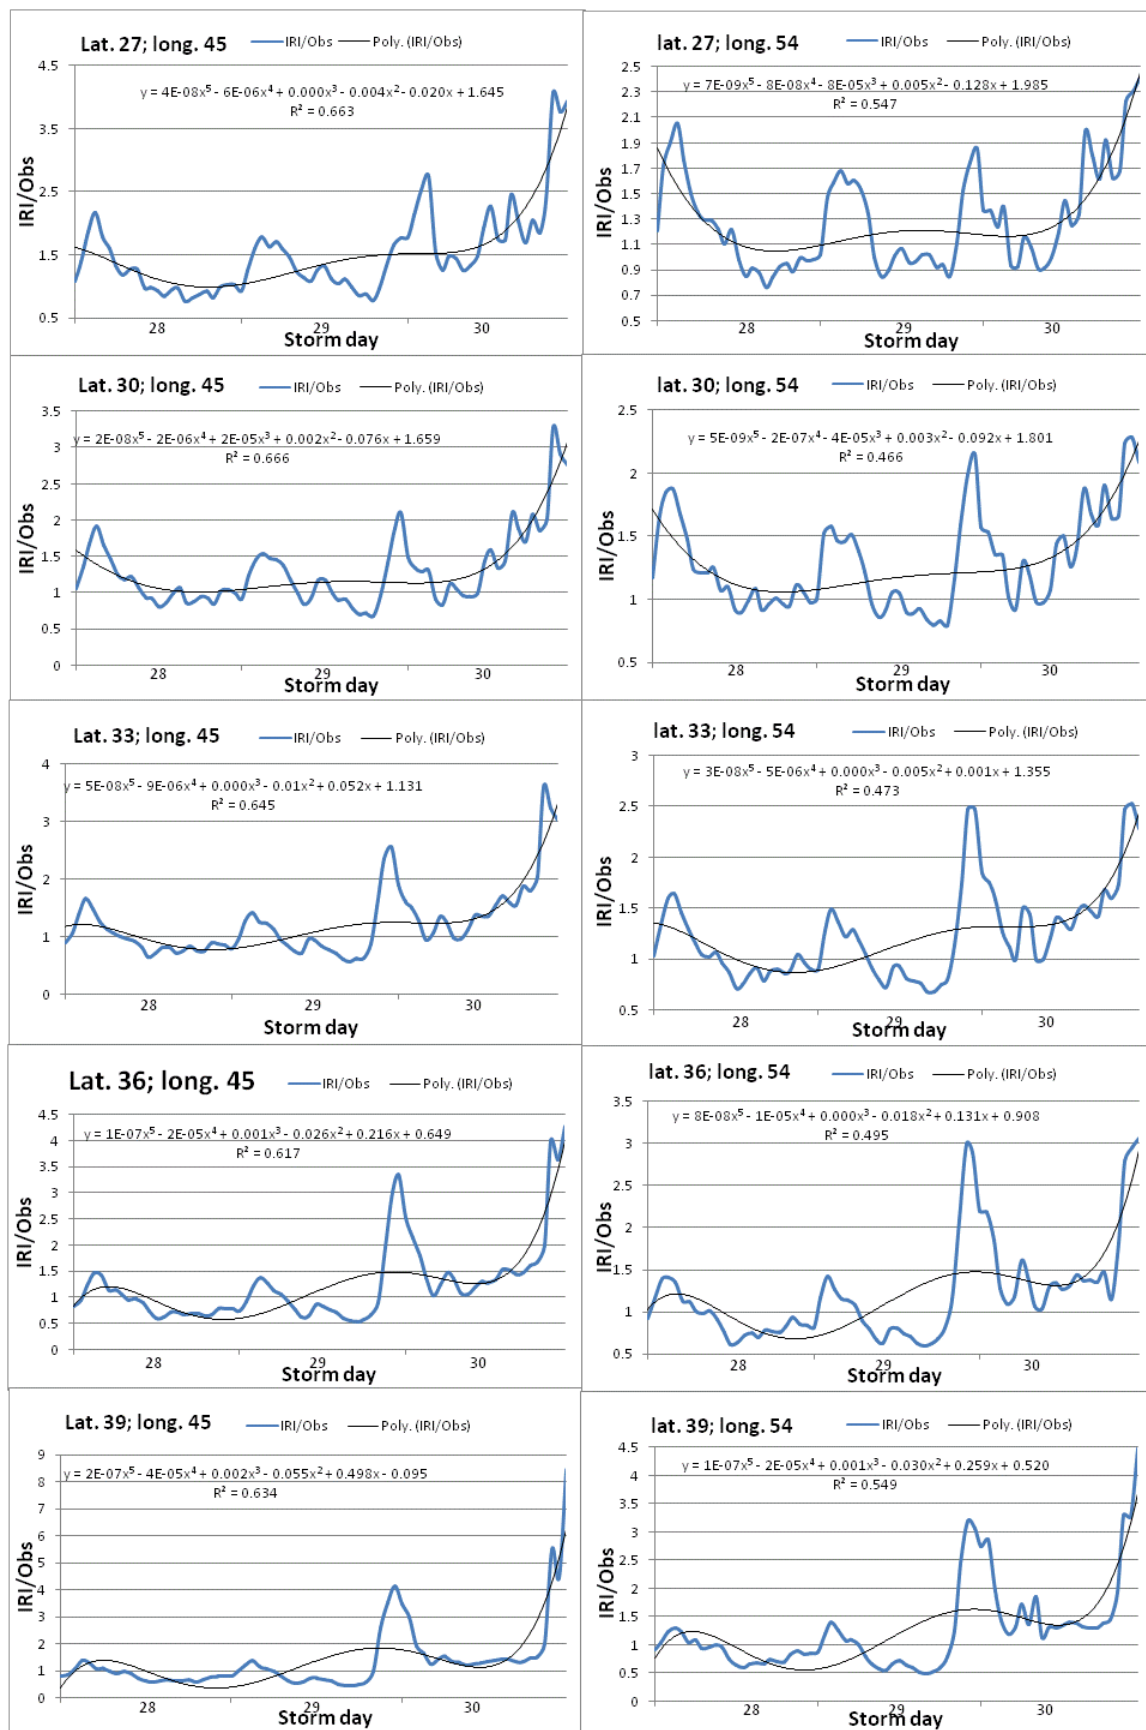 Lat. 27; long. 45 IRI/Obs Poly. (IRI/Obs)
y = 4E-08x⁵ - 6E-06x⁴ + 0.000x³ - 0.004x² - 0.020x + 1.645
R² = 0.663
IRI/Obs
4.5
3.5
2.5
1.5
0.5
28 29 30
Storm day
lat. 27; long. 54 IRI/Obs Poly. (IRI/Obs)
y = 7E-09x⁵ - 8E-08x⁴ - 8E-05x³ + 0.005x² - 0.128x + 1.985
R² = 0.547
IRI/Obs
2.5
2.3
2.1
1.9
1.7
1.5
1.3
1.1
0.9
0.7
0.5
28 29 30
Storm day
Lat. 30; long. 45 IRI/Obs Poly. (IRI/Obs)
y = 2E-08x⁵ - 2E-06x⁴ + 2E-05x³ + 0.002x² - 0.076x + 1.659
R² = 0.666
IRI/Obs
3.5
3
2.5
2
1.5
1
0.5
0
28 29 30
Storm day
lat. 30; long. 54 IRI/Obs Poly. (IRI/Obs)
y = 5E-09x⁵ - 2E-07x⁴ - 4E-05x³ + 0.003x² - 0.092x + 1.801
R² = 0.466
IRI/Obs
2.5
2
1.5
1
0.5
28 29 30
Storm day
Lat. 33; long. 45 IRI/Obs Poly. (IRI/Obs)
y = 5E-08x⁵ - 9E-06x⁴ + 0.000x³ - 0.01x² + 0.052x + 1.131
R² = 0.645
IRI/Obs
4
3
2
1
0
28 29 30
Storm day
lat. 33; long. 54 IRI/Obs Poly. (IRI/Obs)
y = 3E-08x⁵ - 5E-06x⁴ + 0.000x³ - 0.005x² + 0.001x + 1.355
R² = 0.473
IRI/Obs
3
2.5
2
1.5
1
0.5
28 29 30
Storm day
Lat. 36; long. 45 IRI/Obs Poly. (IRI/Obs)
y = 1E-07x⁵ - 2E-05x⁴ + 0.001x³ - 0.026x² + 0.216x + 0.649
R² = 0.617
IRI/Obs
4.5
4
3.5
3
2.5
2
1.5
1
0.5
0
28 29 30
Storm day
lat. 36; long. 54 IRI/Obs Poly. (IRI/Obs)
y = 8E-08x⁵ - 1E-05x⁴ + 0.000x³ - 0.018x² + 0.131x + 0.908
R² = 0.495
IRI/Obs
3.5
3
2.5
2
1.5
1
0.5
28 29 30
Storm day
Lat. 39; long. 45 IRI/Obs Poly. (IRI/Obs)
y = 2E-07x⁵ - 4E-05x⁴ + 0.002x³ - 0.055x² + 0.498x - 0.095
R² = 0.634
IRI/Obs
9
8
7
6
5
4
3
2
1
0
28 29 30
Storm day
lat. 39; long. 54 IRI/Obs Poly. (IRI/Obs)
y = 1E-07x⁵ - 2E-05x⁴ + 0.001x³ - 0.030x² + 0.259x + 0.520
R² = 0.549
IRI/Obs
4.5
4
3.5
3
2.5
2
1.5
1
0.5
0
28 29 30
Storm day